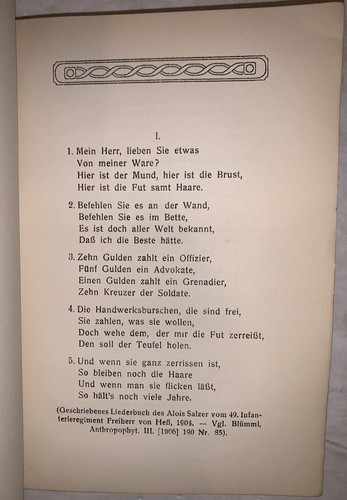 I.
1. Mein Herr, lieben Sie etwas
Von meiner Ware?
Hier ist der Mund, hier ist die Brust,
Hier ist die Fut samt Haare.
2. Befehlen Sie es an der Wand,
Befehlen Sie es im Bette,
Es ist doch aller Welt bekannt,
Daß ich die Beste hätte.
3. Zehn Gulden zahlt ein Offizier,
Fünf Gulden ein Advokate,
Einen Gulden zahlt ein Grenadier,
Zehn Kreuzer der Soldate.
4. Die Handwerksburschen, die sind frei,
Sie zahlen, was sie wollen,
Doch wehe dem, der mir die Fut zerreißt,
Den soll der Teufel holen.
5. Und wenn sie ganz zerrissen ist,
So bleiben noch die Haare
Und wenn man sie flicken läßt,
So hält's noch viele Jahre.
(Geschriebenes Liederbuch des Alois Salzer vom 49. Infan-
terieregiment Freiherr von Heß, 1904. — Vgl. Blümml,
Anthropophyt. III. [1906] 190 Nr. 85).